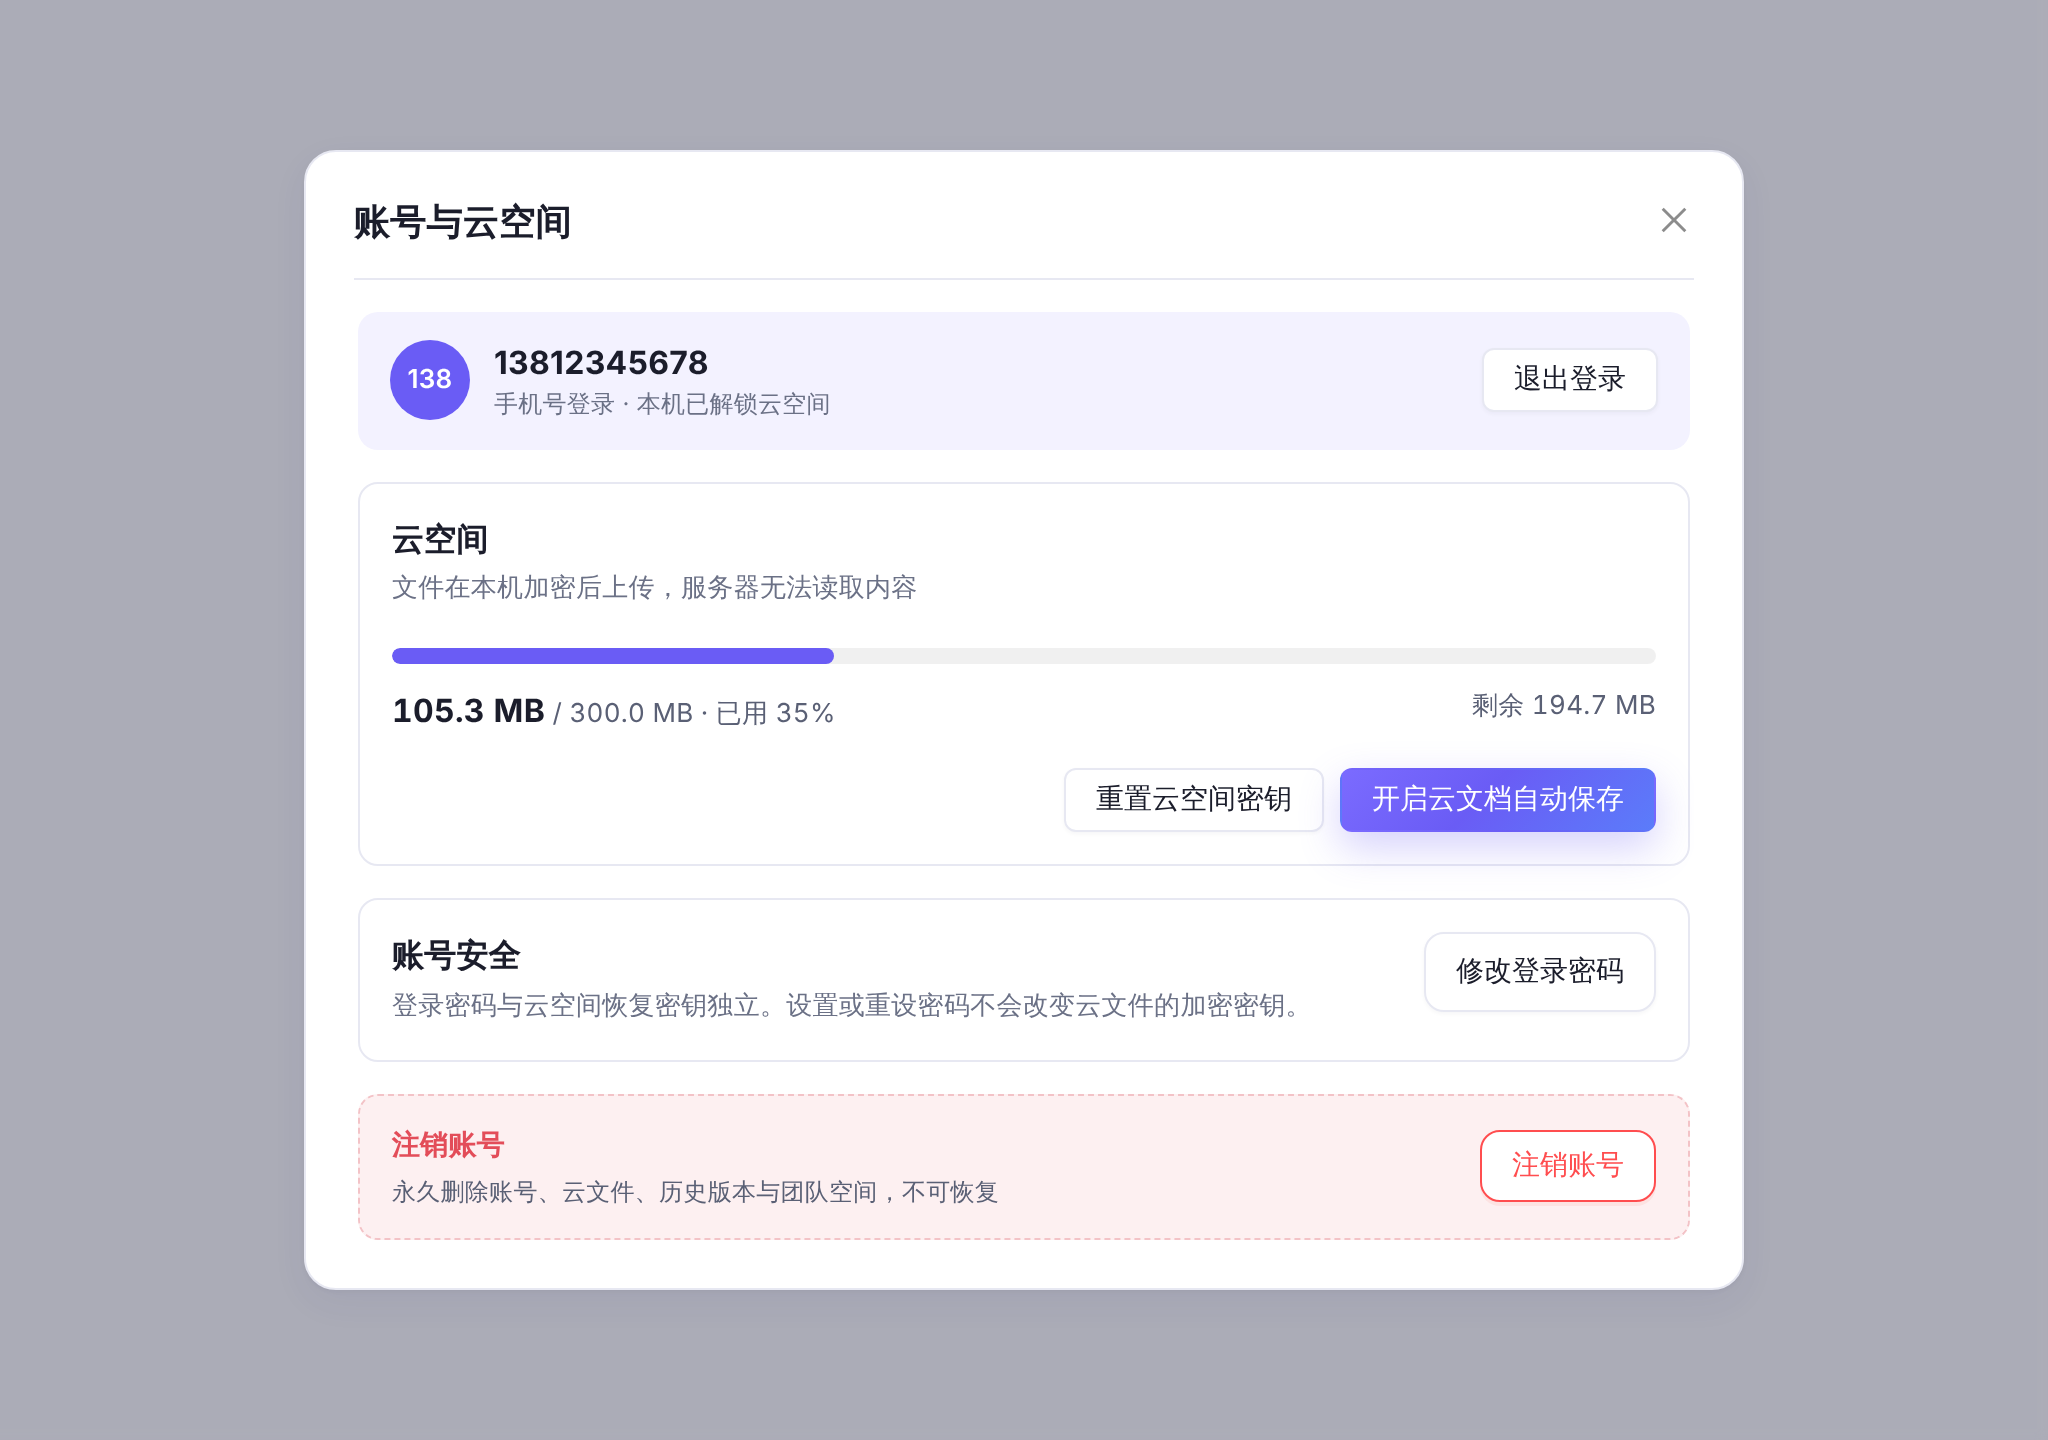 账号与云空间
138
13812345678
手机号登录 · 本机已解锁云空间
退出登录
云空间
文件在本机加密后上传，服务器无法读取内容
105.3 MB / 300.0 MB · 已用 35%
剩余 194.7 MB
重置云空间密钥
开启云文档自动保存
账号安全
登录密码与云空间恢复密钥独立。设置或重设密码不会改变云文件的加密密钥。
修改登录密码
注销账号
永久删除账号、云文件、历史版本与团队空间，不可恢复
注销账号